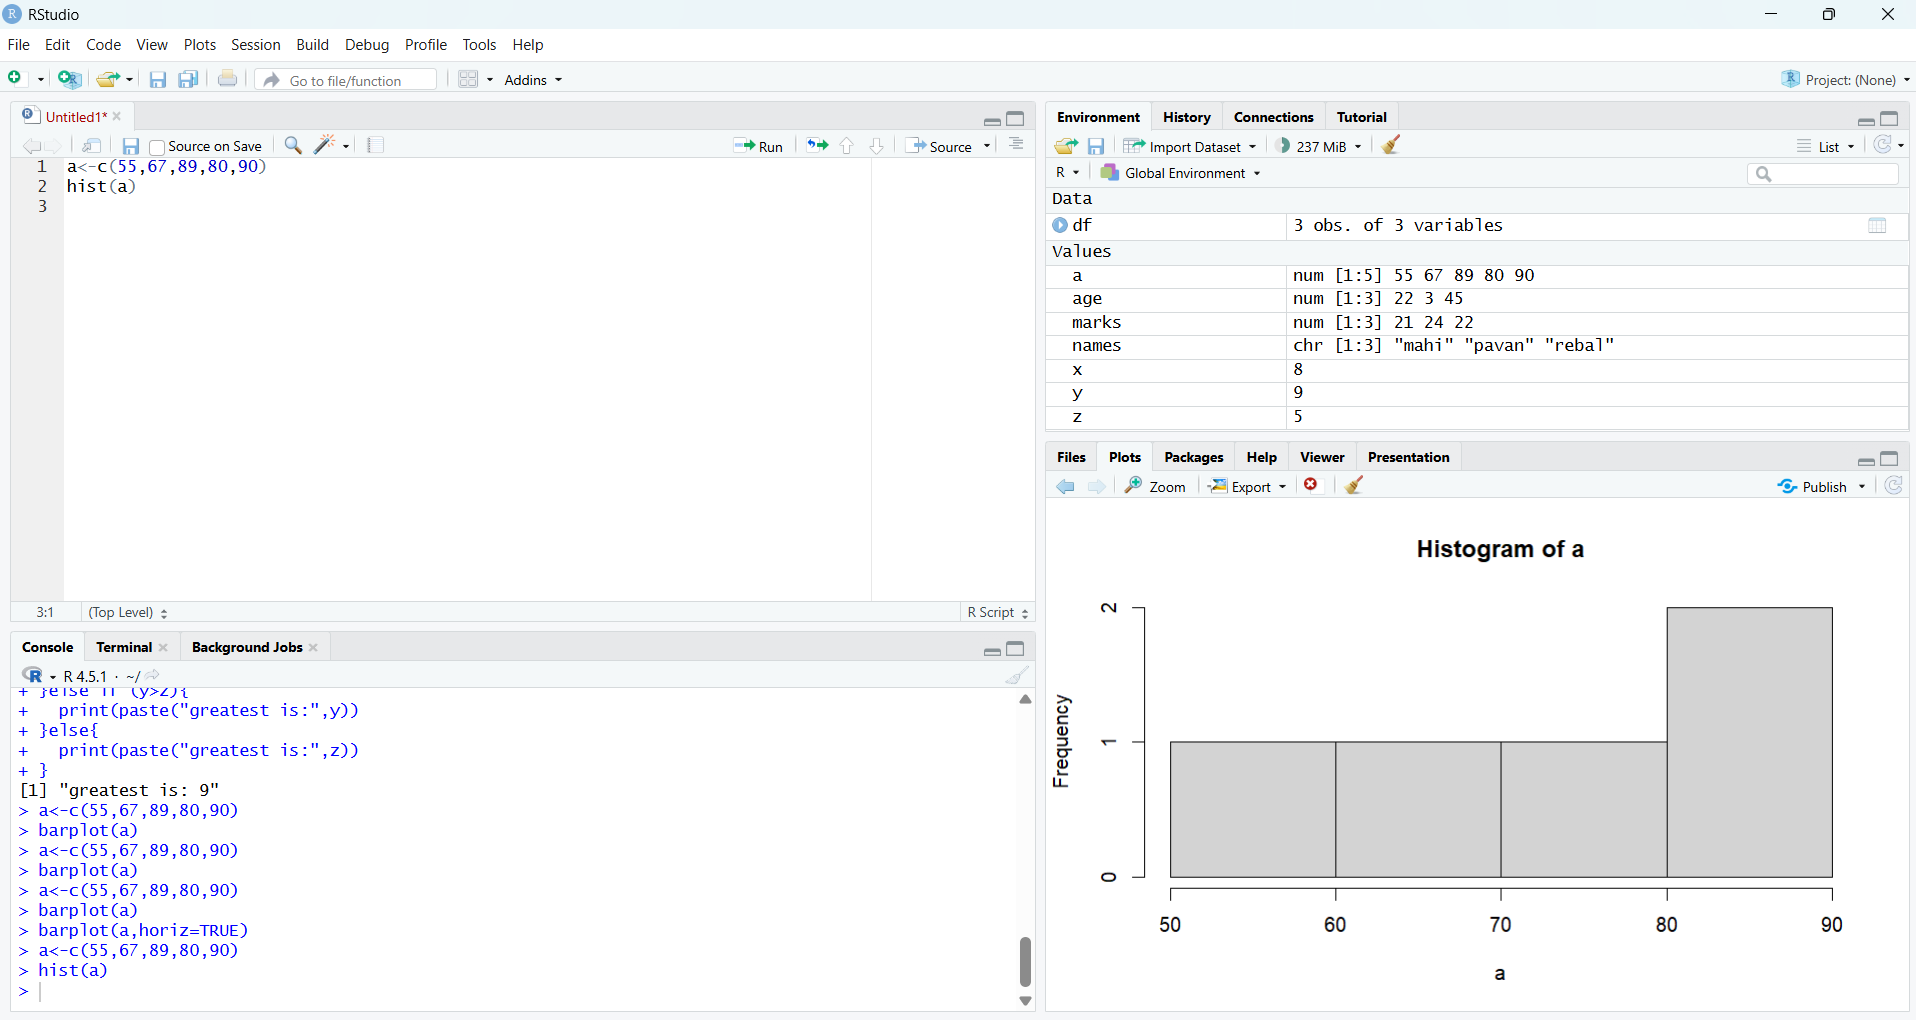 RStudio
File Edit Code View Plots Session Build Debug Profile Tools Help
Go to file/function Addins Project: (None)
Untitled1*
Source on Save Run Source
1 a<-c(55,67,89,80,90)
2 hist(a)
3
3:1 (Top Level) R Script
Console Terminal Background Jobs
R 4.5.1 · ~/
+ }else if (y>z){
+   print(paste("greatest is:",y))
+ }else{
+   print(paste("greatest is:",z))
+ }
[1] "greatest is: 9"
> a<-c(55,67,89,80,90)
> barplot(a)
> a<-c(55,67,89,80,90)
> barplot(a)
> a<-c(55,67,89,80,90)
> barplot(a)
> barplot(a,horiz=TRUE)
> a<-c(55,67,89,80,90)
> hist(a)
>
Environment History Connections Tutorial
Import Dataset 237 MiB List
R Global Environment
Data
df 3 obs. of 3 variables
Values
a num [1:5] 55 67 89 80 90
age num [1:3] 22 3 45
marks num [1:3] 21 24 22
names chr [1:3] "mahi" "pavan" "rebal"
x 8
y 9
z 5
Files Plots Packages Help Viewer Presentation
Zoom Export Publish
Histogram of a
Frequency
2
1
0
50 60 70 80 90
a